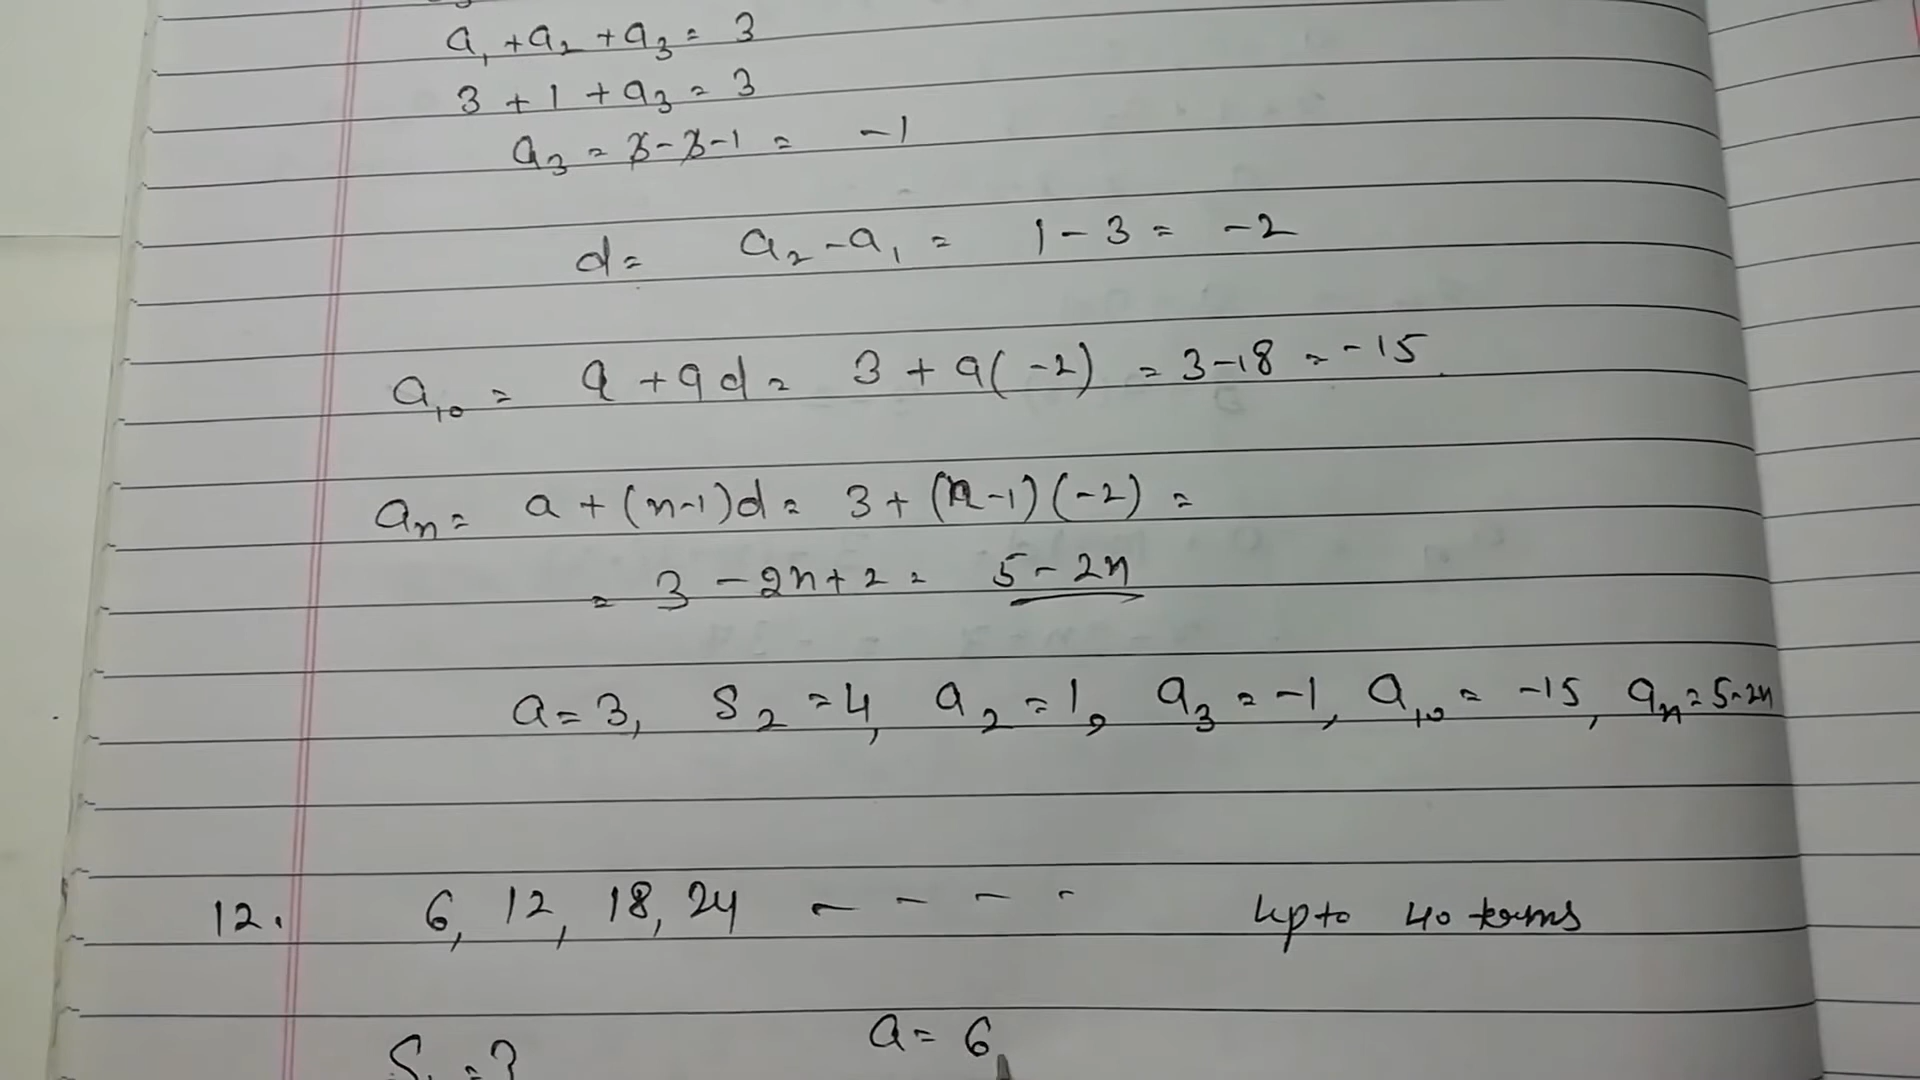 a₁ + a₂ + a₃ = 3
3 + 1 + a₃ = 3
a₃ = 3 - 3 - 1 = -1
d = a₂ - a₁ = 1 - 3 = -2
a₁₀ = a + 9d = 3 + 9(-2) = 3 - 18 = -15
aₙ = a + (n-1)d = 3 + (n-1)(-2) =
= 3 - 2n + 2 = 5 - 2n
a = 3, S₂ = 4, a₂ = 1, a₃ = -1, a₁₀ = -15, aₙ = 5-2n
12. 6, 12, 18, 24 - - - - upto 40 terms
a = 6